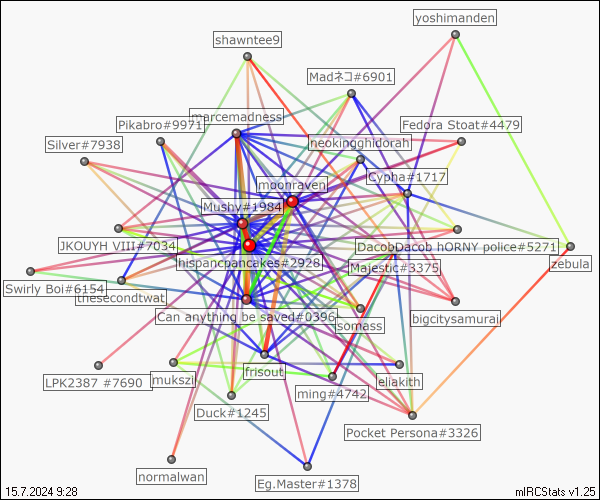 yoshimanden
shawntee9
Madネコ#6901
marcemadness
Pikabro#9971
Fedora Stoat#4479
neokingghidorah
Silver#7938
Cypha#1717
moonraven
Mushy#1984
JKOUYH VIII#7034
DacobDacob hORNY police#5271
hispancpancakes#2928
Majestic#3375
zebula
Swirly Boi#6154
thesecondtwat
Can anything be saved#0396
bigcitysamurai
isomass
LPK2387 #7690
mukszil
frisout
eliakith
ming#4742
Duck#1245
Pocket Persona#3326
normalwan
Eg.Master#1378
15.7.2024 9:28
mIRCStats v1.25